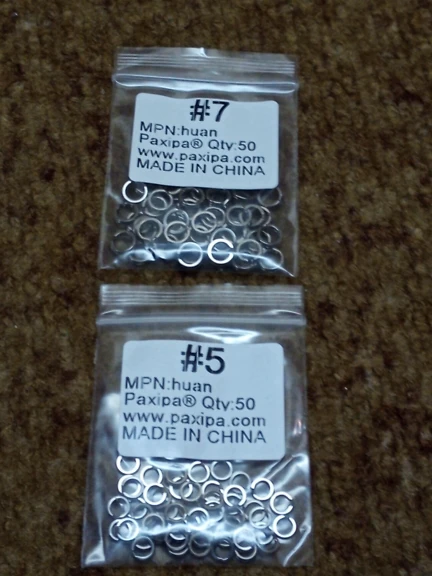 #7
MPN:huan
Paxipa® Qty:50
www.paxipa.com
MADE IN CHINA
#5
MPN:huan
Paxipa® Qty:50
www.paxipa.com
MADE IN CHINA